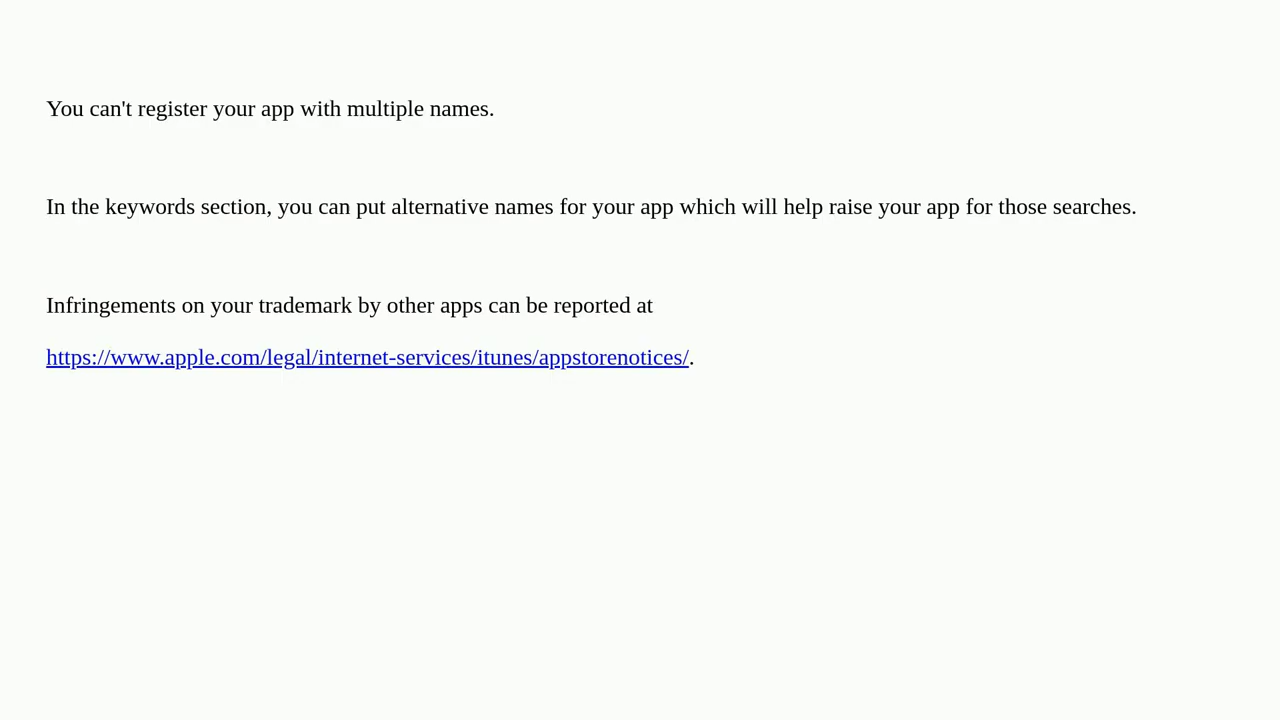 You can't register your app with multiple names.
In the keywords section, you can put alternative names for your app which will help raise your app for those searches.
Infringements on your trademark by other apps can be reported at
https://www.apple.com/legal/internet-services/itunes/appstorenotices/.